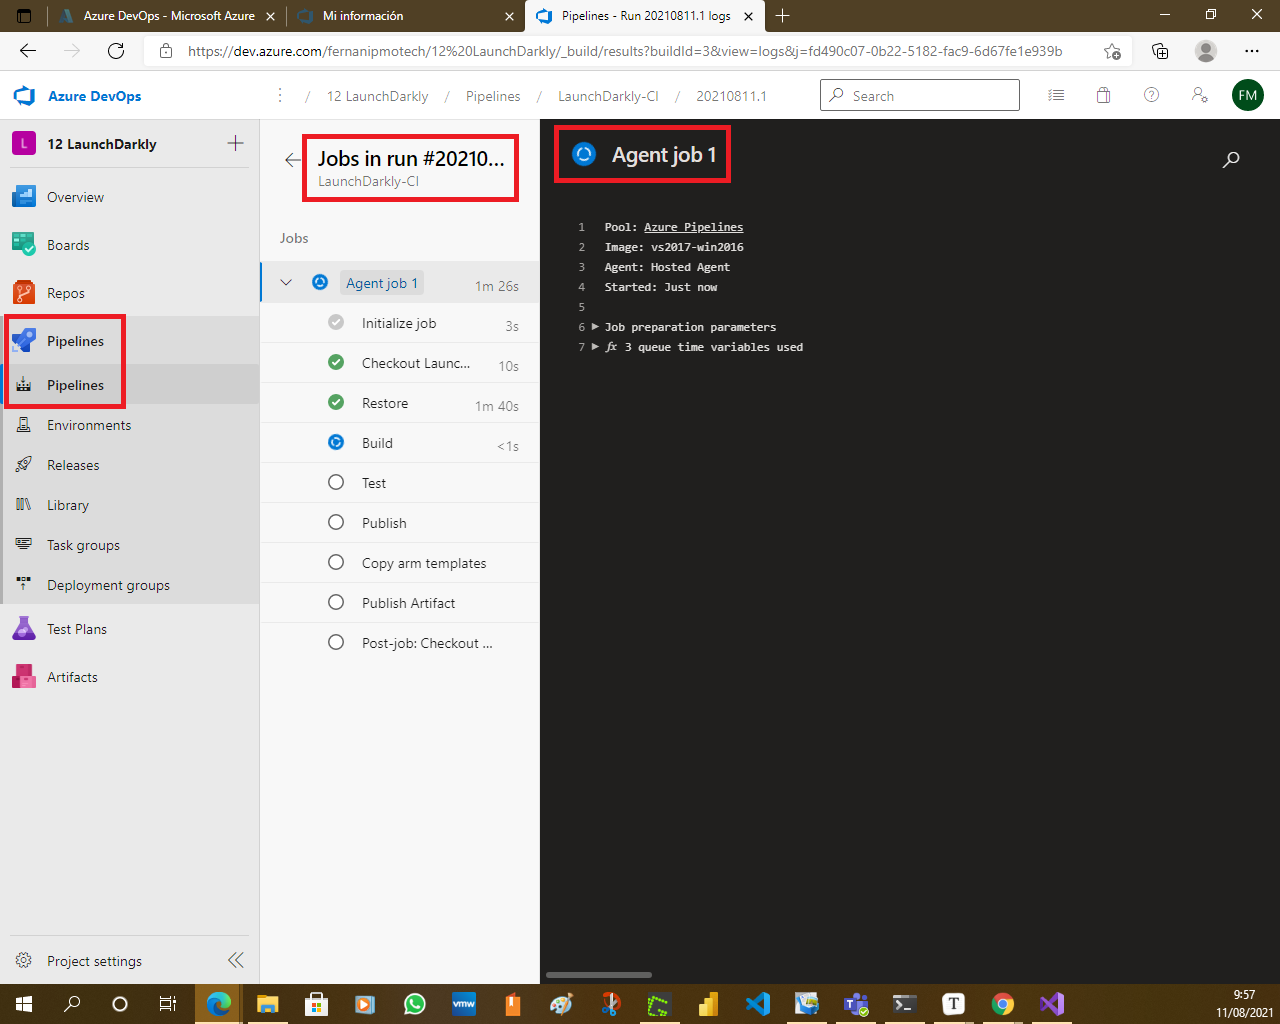 Azure DevOps - Microsoft Azure
Mi información
Pipelines - Run 20210811.1 logs
https://dev.azure.com/fernanipmotech/12%20LaunchDarkly/_build/results?buildId=3&view=logs&j=fd490c07-0b22-5182-fac9-6d67fe1e939b
Azure DevOps
/ 12 LaunchDarkly / Pipelines / LaunchDarkly-CI / 20210811.1
Search
FM
L
12 LaunchDarkly
Overview
Boards
Repos
Pipelines
Pipelines
Environments
Releases
Library
Task groups
Deployment groups
Test Plans
Artifacts
Project settings
Jobs in run #20210...
LaunchDarkly-CI
Jobs
Agent job 1 1m 26s
Initialize job 3s
Checkout Launc... 10s
Restore 1m 40s
Build <1s
Test
Publish
Copy arm templates
Publish Artifact
Post-job: Checkout ...
Agent job 1
1 Pool: Azure Pipelines
2 Image: vs2017-win2016
3 Agent: Hosted Agent
4 Started: Just now
5
6 Job preparation parameters
7 fx 3 queue time variables used
vmw
T
9:57
11/08/2021